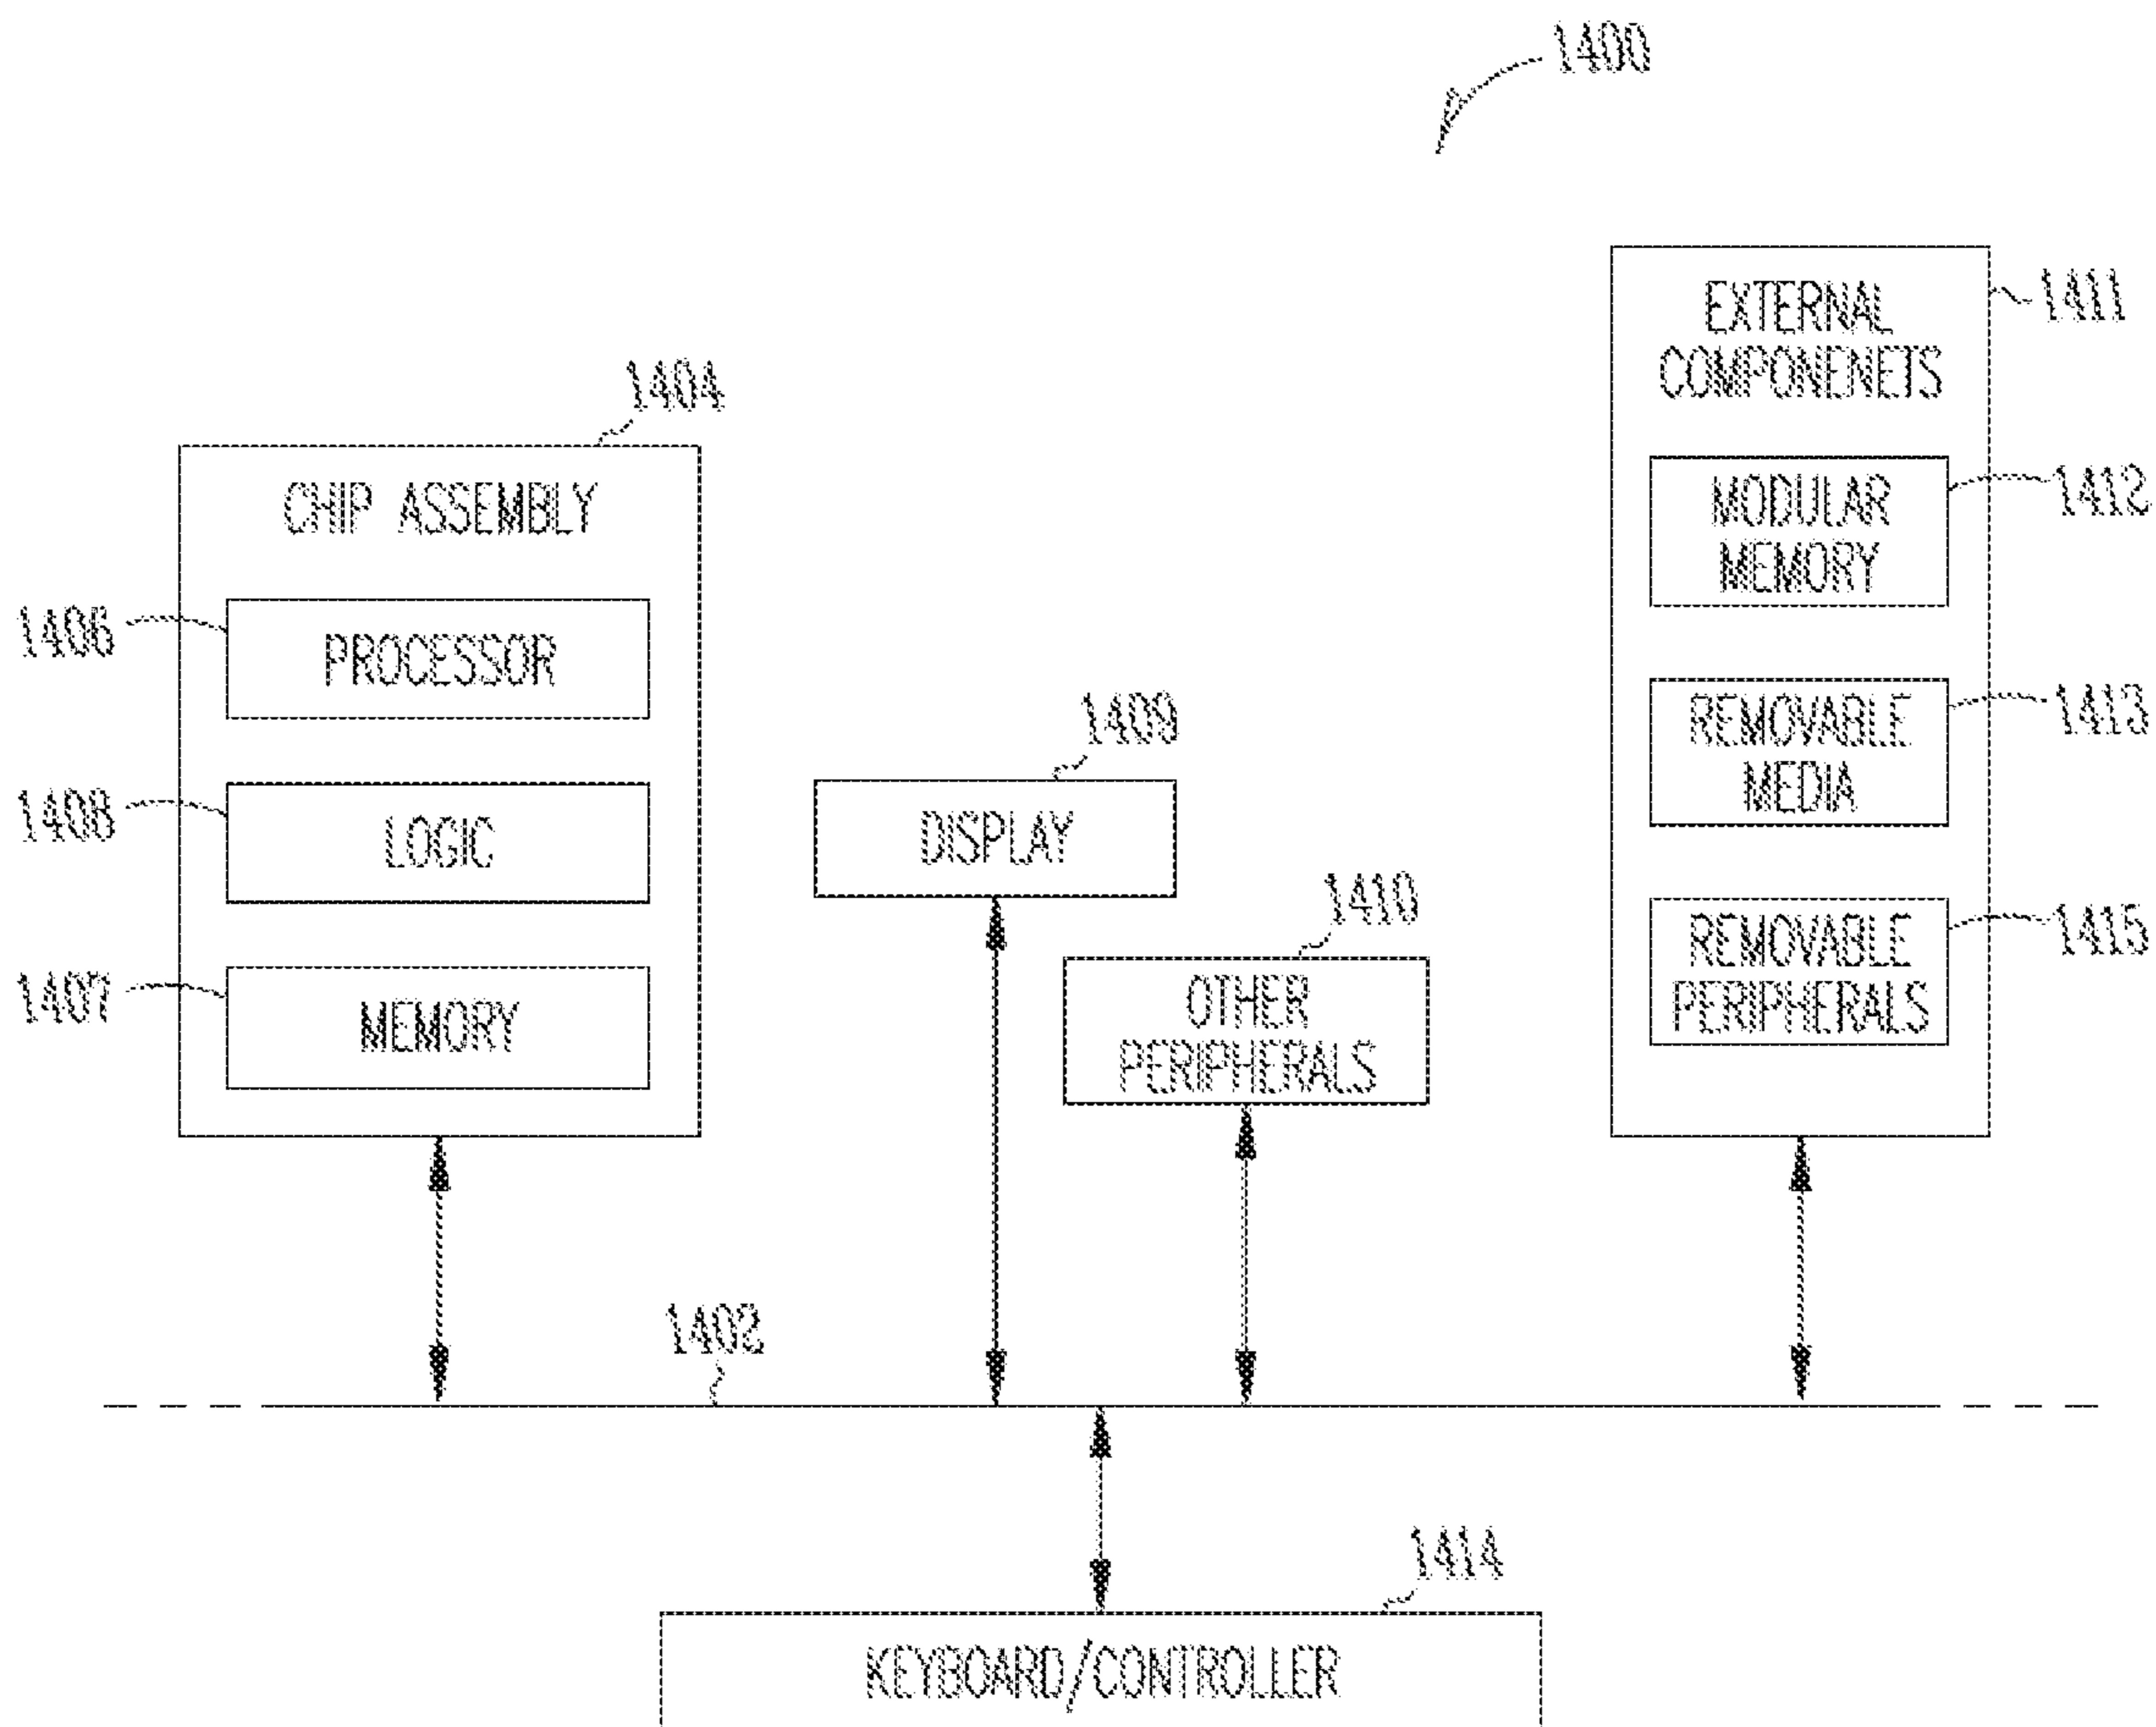 1400
1411
EXTERNAL
COMPONENETS
1404
CHIP ASSEMBLY
MODULAR
MEMORY
1412
1406
PROCESSOR
REMOVABLE
MEDIA
1413
1409
1408
LOGIC
DISPLAY
1410
REMOVABLE
PERIPHERALS
1415
1407
MEMORY
OTHER
PERIPHERALS
1402
1414
KEYBOARD/CONTROLLER